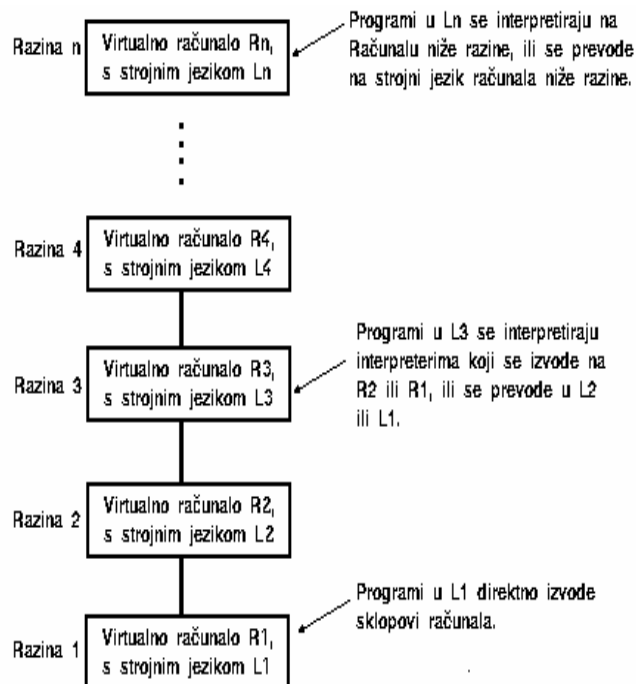 Razina n
Virtualno računalo Rn,
s strojnim jezikom Ln
Programi u Ln se interpretiraju na
Računalu niže razine, ili se prevode
na strojni jezik računala niže razine.
Razina 4
Virtualno računalo R4,
s strojnim jezikom L4
Razina 3
Virtualno računalo R3,
s strojnim jezikom L3
Programi u L3 se interpretiraju
interpreterima koji se izvode na
R2 ili R1, ili se prevode u L2
ili L1.
Razina 2
Virtualno računalo R2,
s strojnim jezikom L2
Razina 1
Virtualno računalo R1,
s strojnim jezikom L1
Programi u L1 direktno izvode
sklopovi računala.